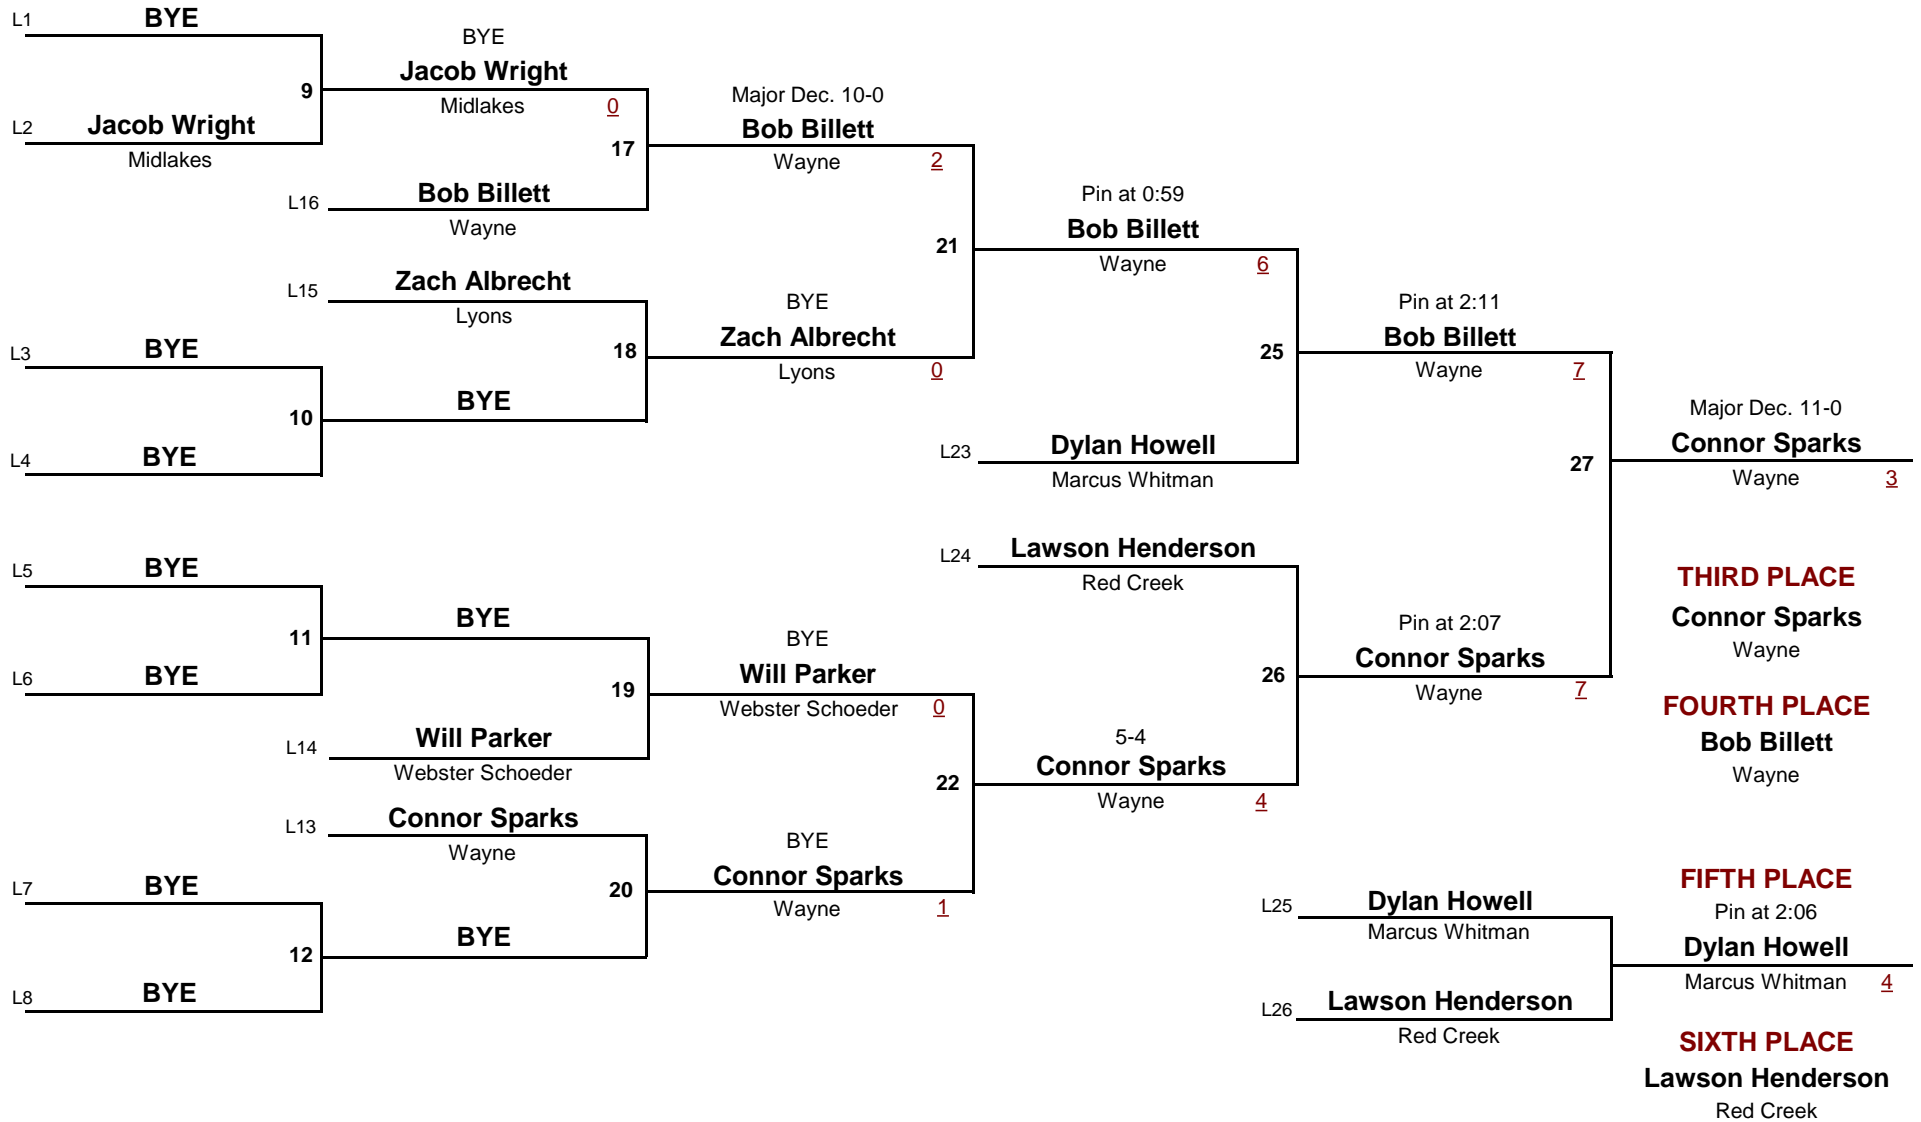 L1 BYE
9
L2 Jacob Wright
Midlakes
BYE
Jacob Wright
Midlakes 0
17
L16 Bob Billett
Wayne
L15 Zach Albrecht
Lyons
18
L3 BYE
10
L4 BYE
BYE
Major Dec. 10-0
Bob Billett
Wayne 2
21
BYE
Zach Albrecht
Lyons 0
Pin at 0:59
Bob Billett
Wayne 6
25
L23 Dylan Howell
Marcus Whitman
Pin at 2:11
Bob Billett
Wayne 7
27
L5 BYE
11
L6 BYE
BYE
19
L14 Will Parker
Webster Schoeder
L13 Connor Sparks
Wayne
20
L7 BYE
12
L8 BYE
BYE
BYE
Will Parker
Webster Schoeder 0
22
BYE
Connor Sparks
Wayne 1
L24 Lawson Henderson
Red Creek
26
5-4
Connor Sparks
Wayne 4
Pin at 2:07
Connor Sparks
Wayne 7
Major Dec. 11-0
Connor Sparks
Wayne 3
THIRD PLACE
Connor Sparks
Wayne
FOURTH PLACE
Bob Billett
Wayne
L25 Dylan Howell
Marcus Whitman
L26 Lawson Henderson
Red Creek
FIFTH PLACE
Pin at 2:06
Dylan Howell
Marcus Whitman 4
SIXTH PLACE
Lawson Henderson
Red Creek